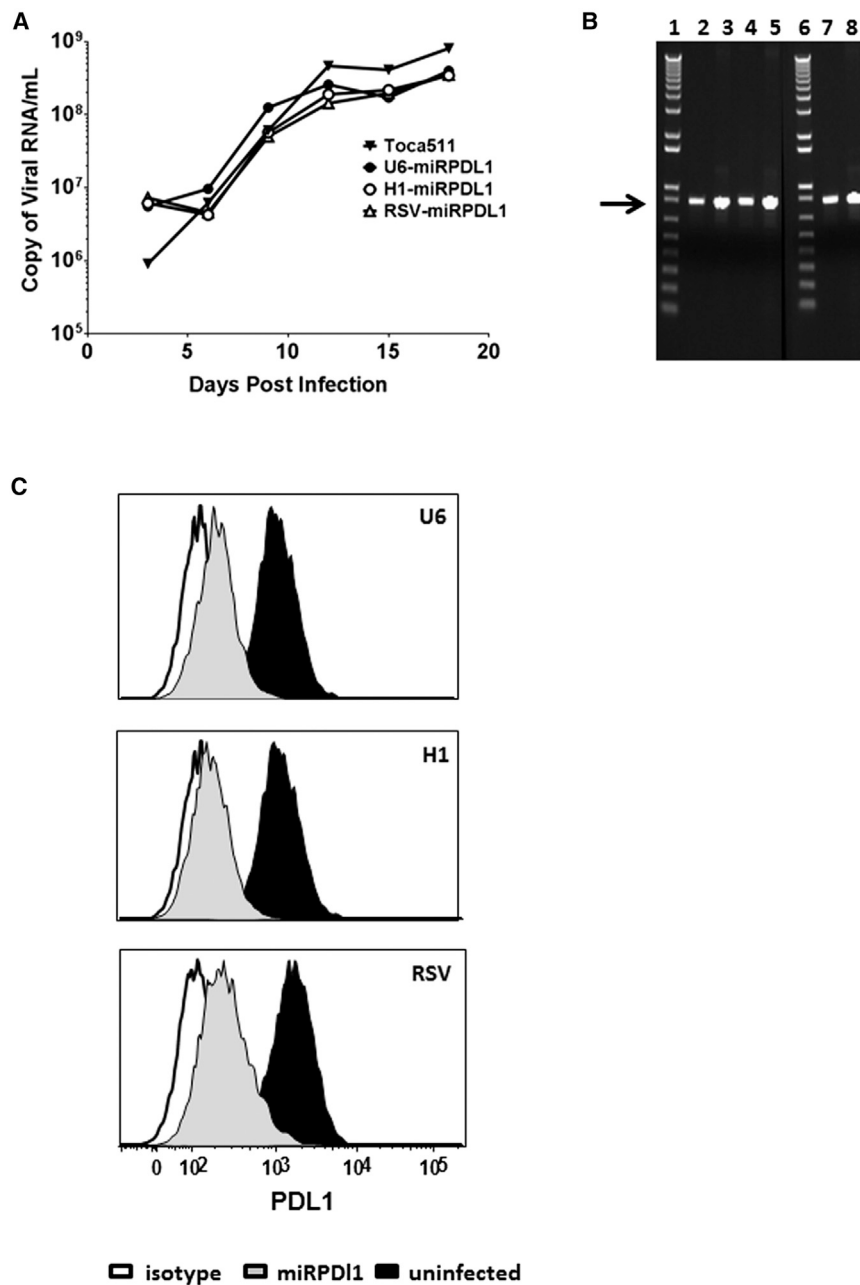 A
Copy of Viral RNA/mL
10⁹
10⁸
10⁷
10⁶
10⁵
0
5
10
15
20
Days Post Infection
Toca511
U6-miRPDL1
H1-miRPDL1
RSV-miRPDL1
B
1 2 3 4 5 6 7 8
C
U6
H1
RSV
0 10² 10³ 10⁴ 10⁵
PDL1
isotype miRPDl1 uninfected